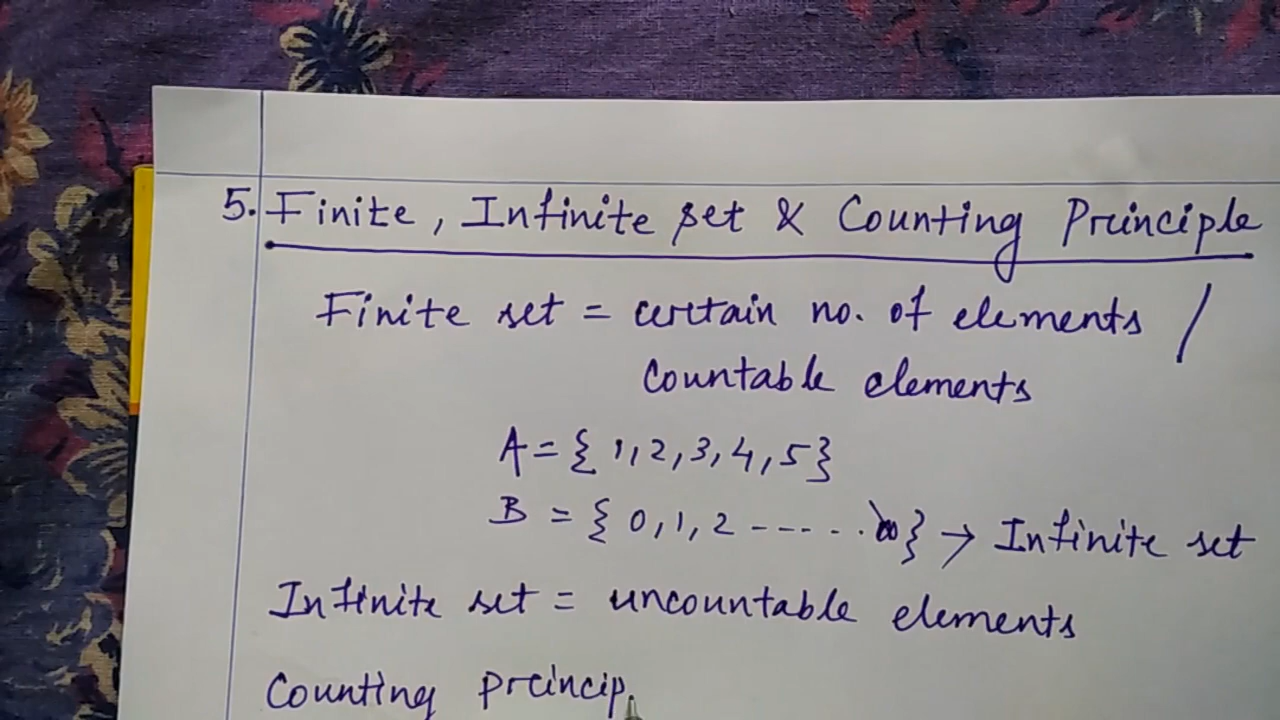 5. Finite, Infinite set & Counting Principle
Finite set = certain no. of elements /
countable elements
A = { 1, 2, 3, 4, 5 }
B = { 0, 1, 2 ------ ∞ } → Infinite set
Infinite set = uncountable elements
Counting princip